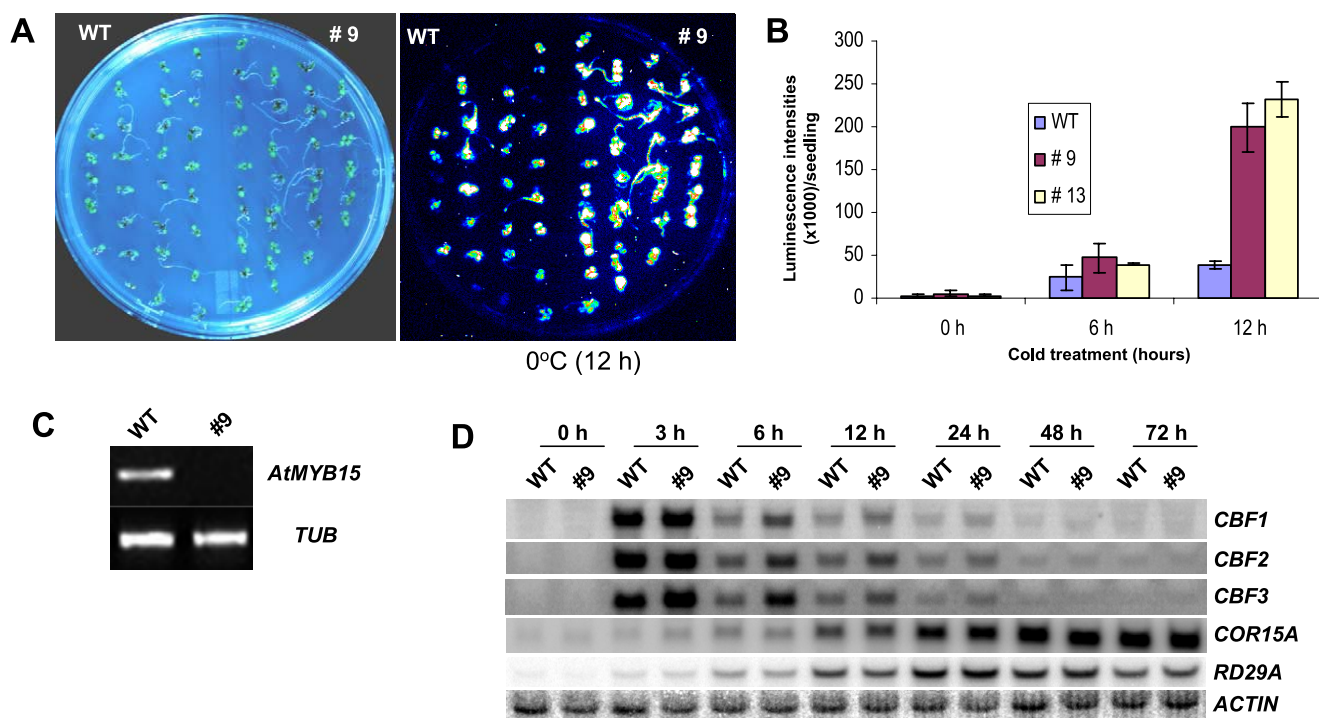 A
WT
# 9
WT
# 9
0°C (12 h)
B
Luminescence intensities
(x1000)/seedling
300
250
200
150
100
50
0
WT
# 9
# 13
0 h
6 h
12 h
Cold treatment (hours)
C
WT
#9
AtMYB15
TUB
D
0 h
3 h
6 h
12 h
24 h
48 h
72 h
WT
#9
WT
#9
WT
#9
WT
#9
WT
#9
WT
#9
WT
#9
CBF1
CBF2
CBF3
COR15A
RD29A
ACTIN